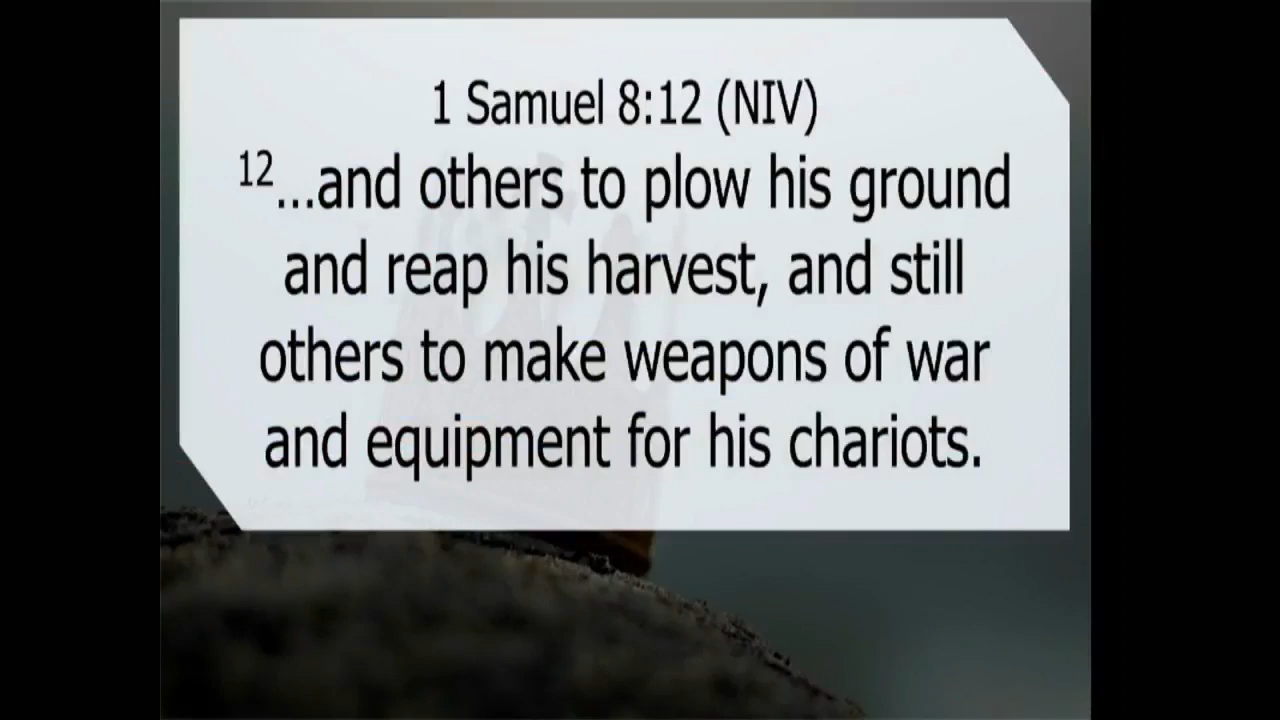 1 Samuel 8:12 (NIV)
12...and others to plow his ground
and reap his harvest, and still
others to make weapons of war
and equipment for his chariots.